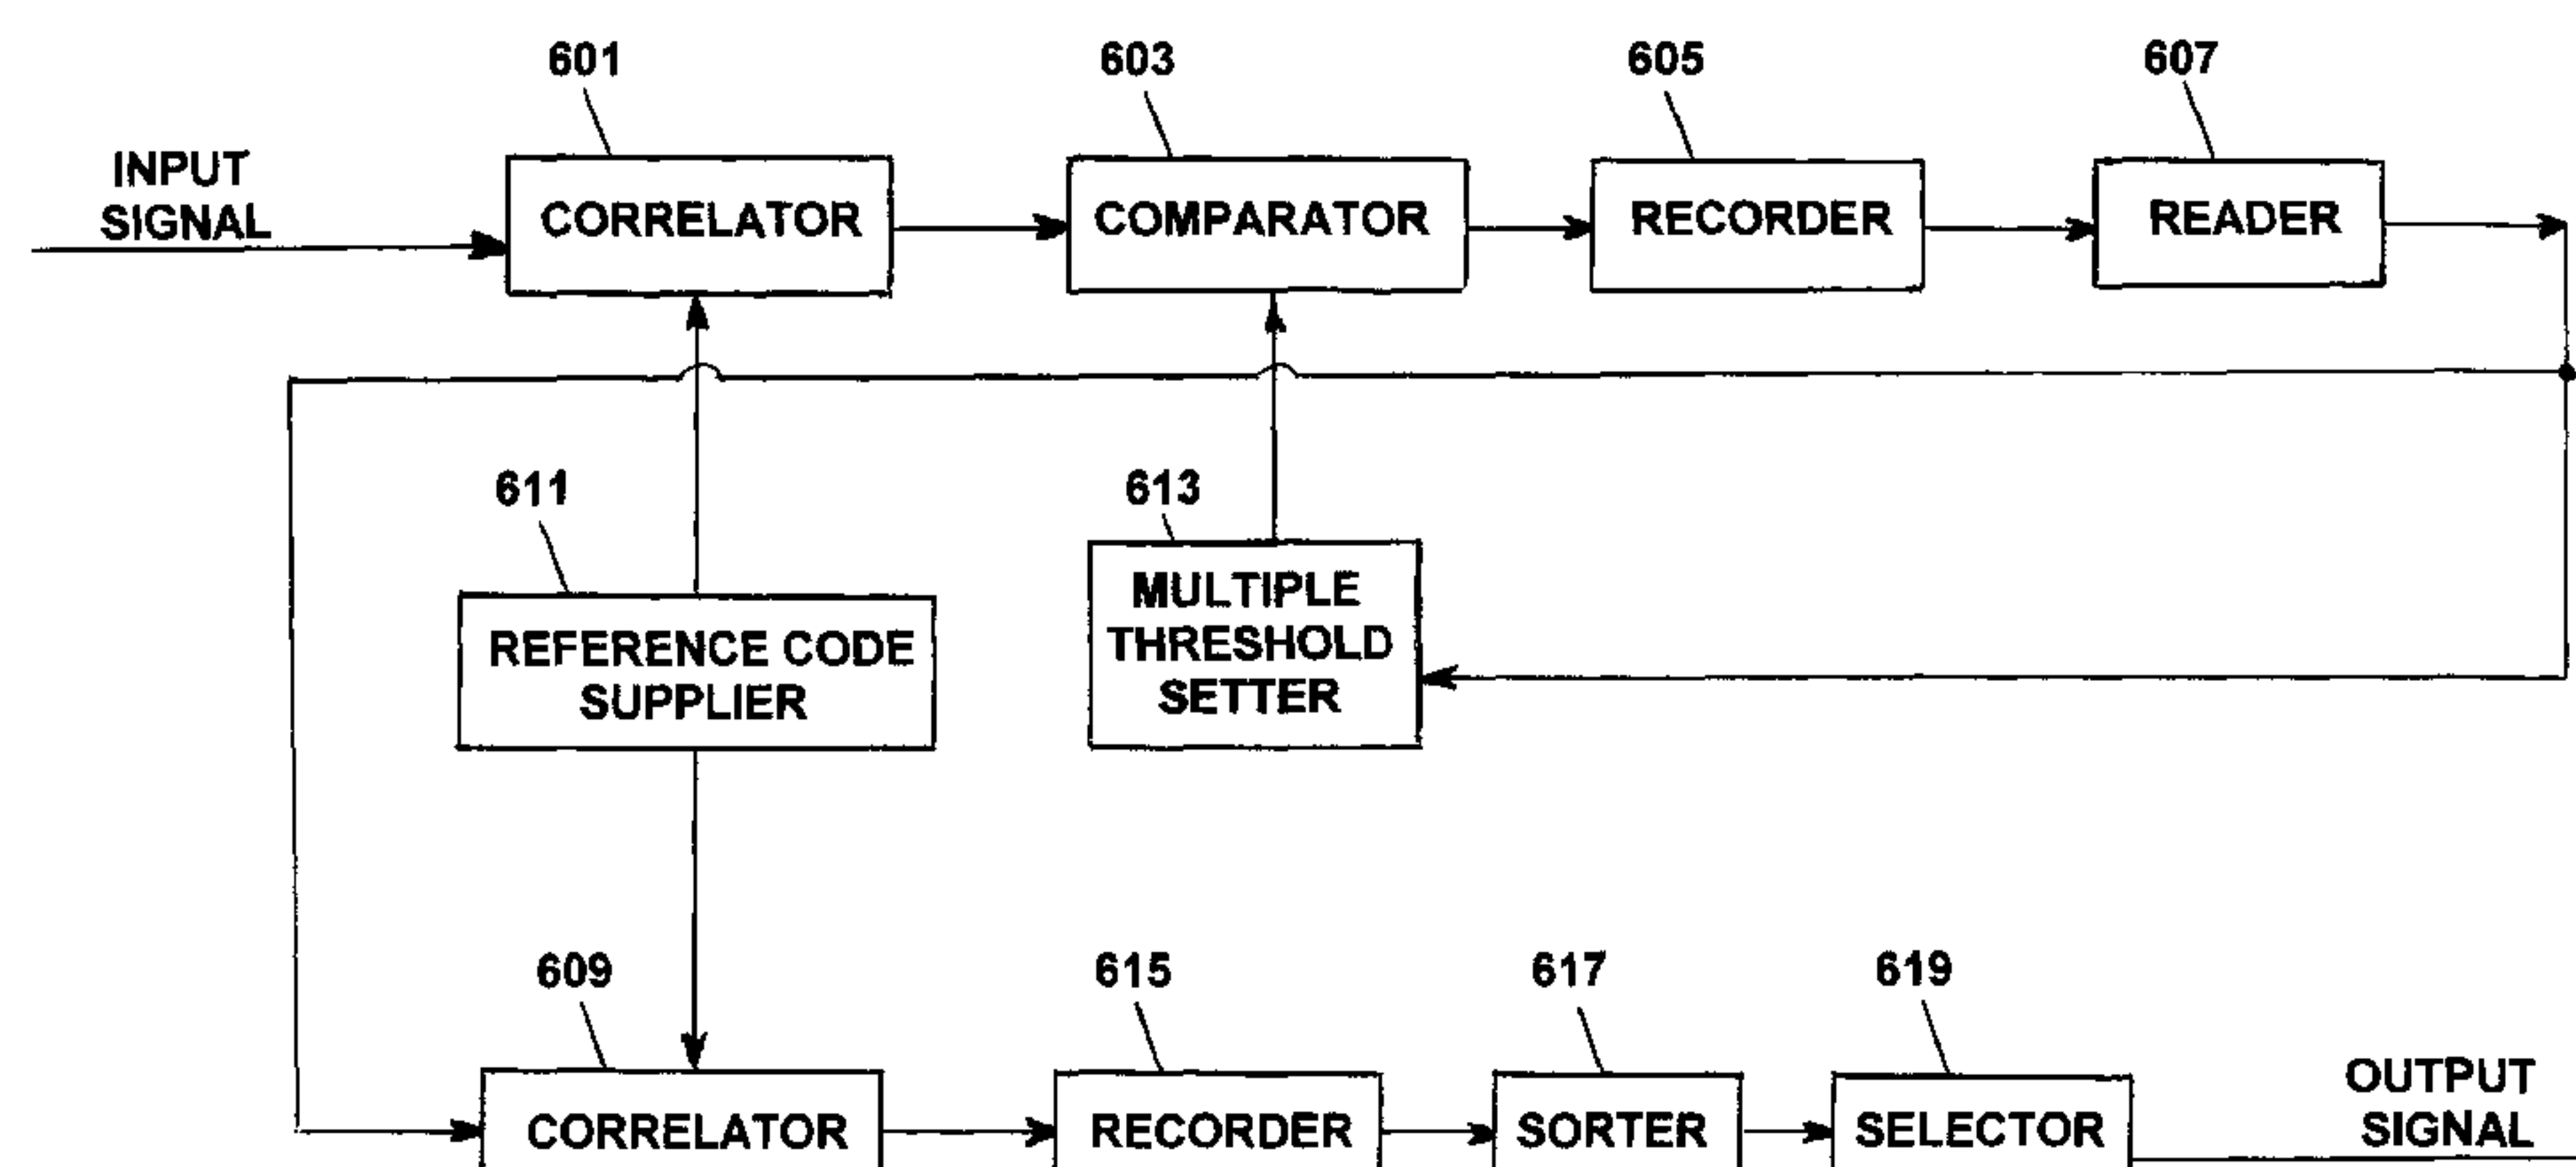 601
603
605
607
INPUT
SIGNAL
CORRELATOR
COMPARATOR
RECORDER
READER
611
613
REFERENCE CODE
SUPPLIER
MULTIPLE
THRESHOLD
SETTER
609
615
617
619
CORRELATOR
RECORDER
SORTER
SELECTOR
OUTPUT
SIGNAL